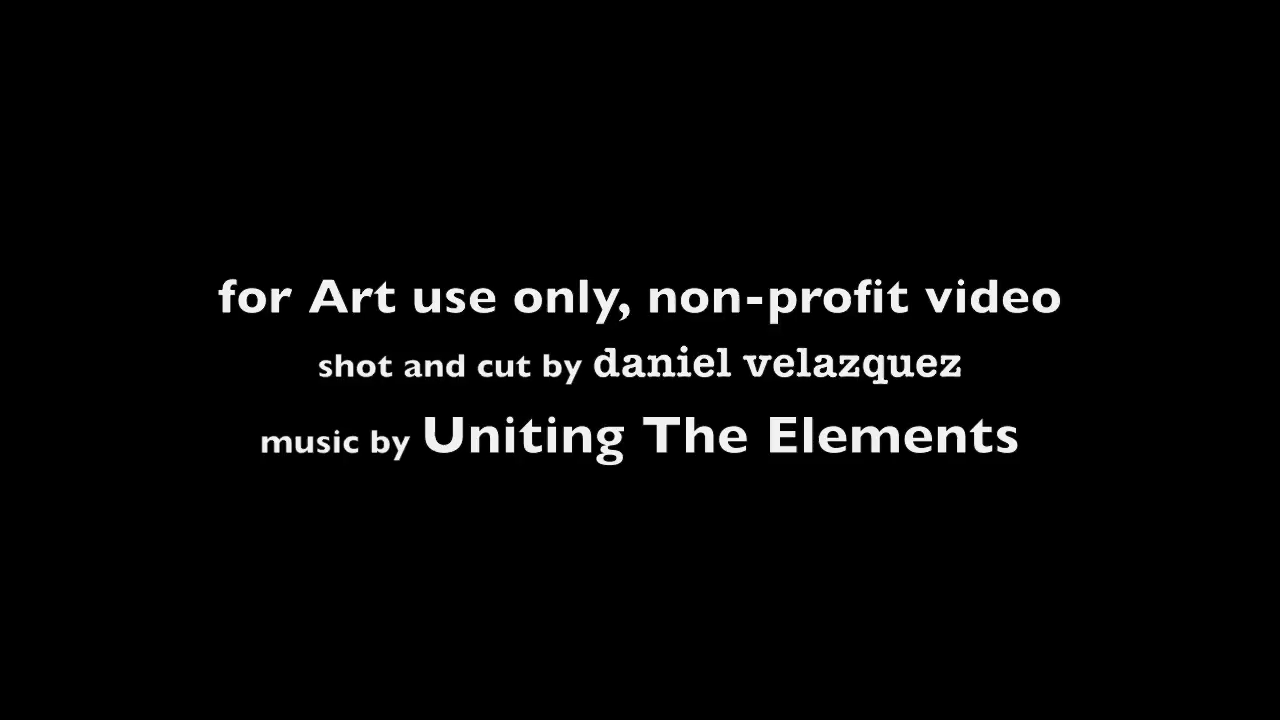 for Art use only, non-profit video
shot and cut by daniel velazquez
music by Uniting The Elements